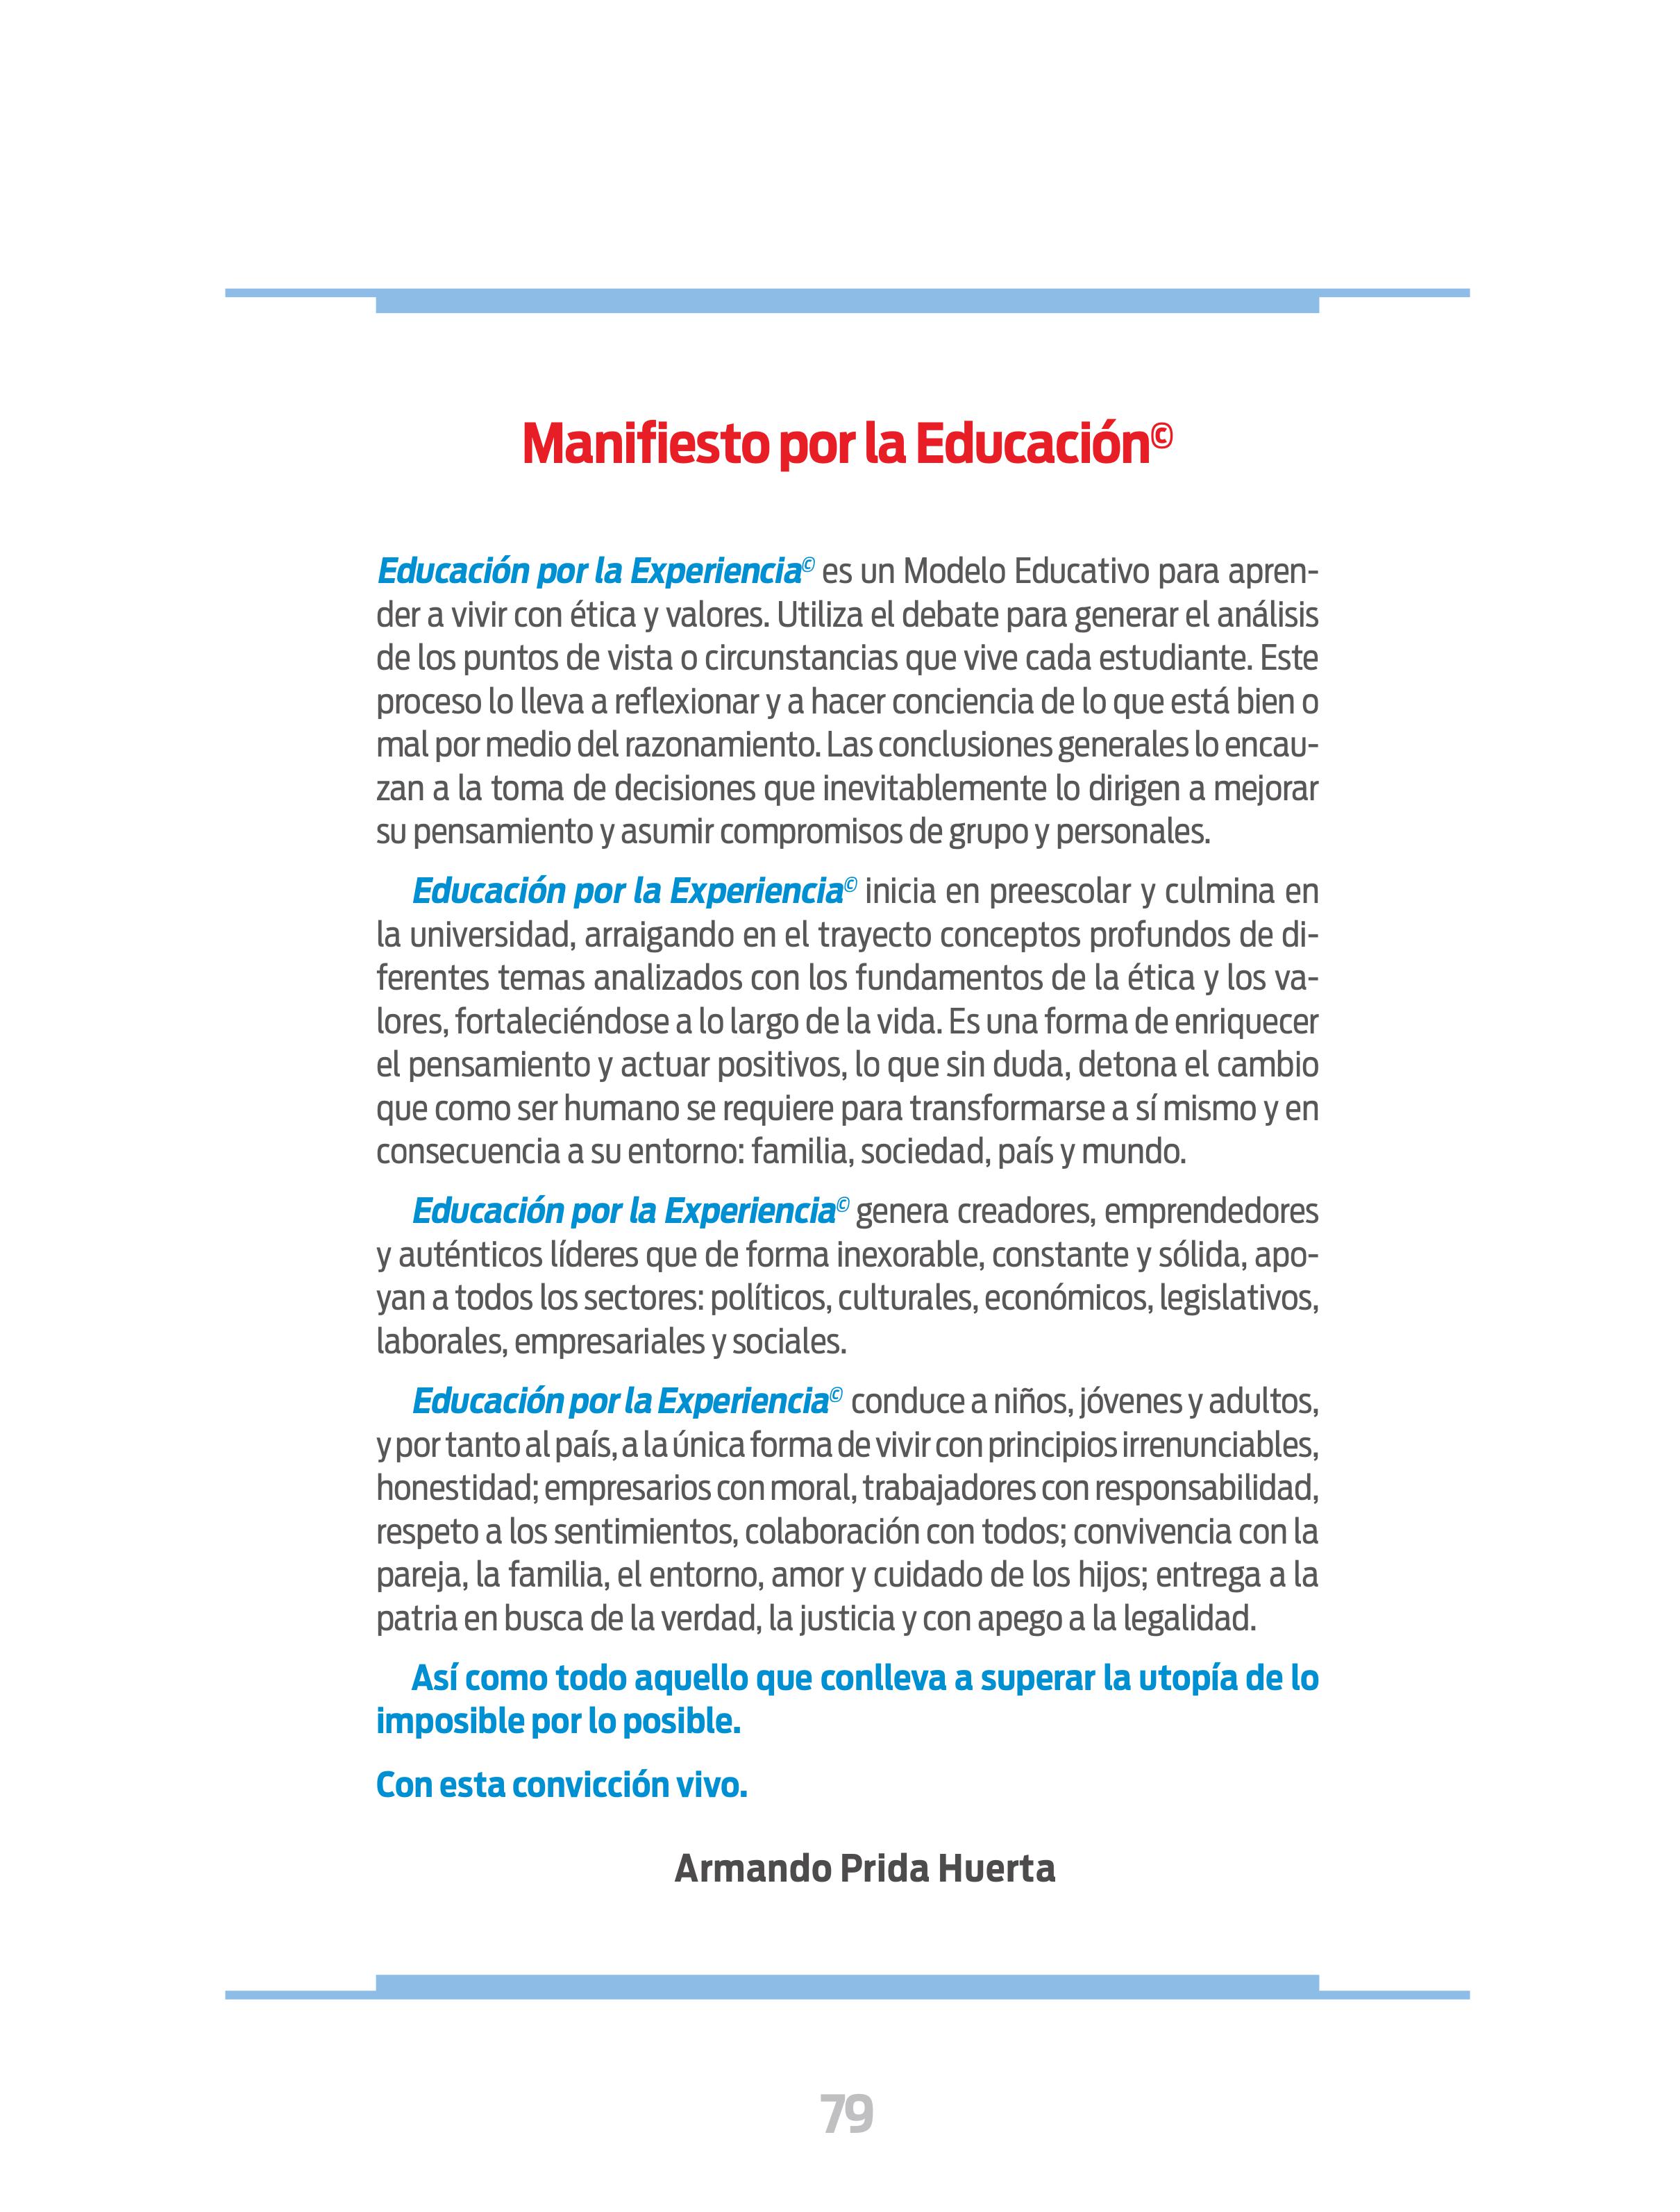 Manifiesto por la Educación©
Educación por la Experiencia© es un Modelo Educativo para apren-
der a vivir con ética y valores. Utiliza el debate para generar el análisis
de los puntos de vista o circunstancias que vive cada estudiante. Este
proceso lo lleva a reflexionar y a hacer conciencia de lo que está bien o
mal por medio del razonamiento. Las conclusiones generales lo encau-
zan a la toma de decisiones que inevitablemente lo dirigen a mejorar
su pensamiento y asumir compromisos de grupo y personales.
Educación por la Experiencia© inicia en preescolar y culmina en
la universidad, arraigando en el trayecto conceptos profundos de di-
ferentes temas analizados con los fundamentos de la ética y los va-
lores, fortaleciéndose a lo largo de la vida. Es una forma de enriquecer
el pensamiento y actuar positivos, lo que sin duda, detona el cambio
que como ser humano se requiere para transformarse a sí mismo y en
consecuencia a su entorno: familia, sociedad, país y mundo.
Educación por la Experiencia© genera creadores, emprendedores
y auténticos líderes que de forma inexorable, constante y sólida, apo-
yan a todos los sectores: políticos, culturales, económicos, legislativos,
laborales, empresariales y sociales.
Educación por la Experiencia© conduce a niños, jóvenes y adultos,
y por tanto al país, a la única forma de vivir con principios irrenunciables,
honestidad; empresarios con moral, trabajadores con responsabilidad,
respeto a los sentimientos, colaboración con todos; convivencia con la
pareja, la familia, el entorno, amor y cuidado de los hijos; entrega a la
patria en busca de la verdad, la justicia y con apego a la legalidad.
Así como todo aquello que conlleva a superar la utopía de lo
imposible por lo posible.
Con esta convicción vivo.
Armando Prida Huerta
79